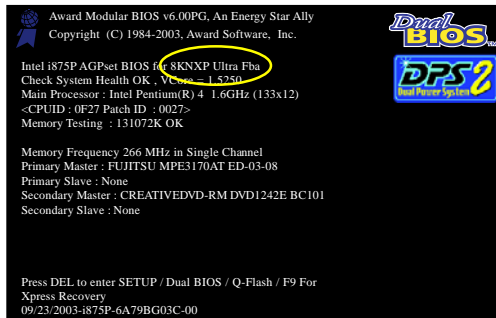 Award Modular BIOS v6.00PG, An Energy Star Ally
Copyright (C) 1984-2003, Award Software, Inc.
Dual
BIOS
TM
Intel i875P AGPset BIOS for 8KNXP Ultra Fba
Check System Health OK , VCore = 1.5250
Main Processor : Intel Pentium(R) 4 1.6GHz (133x12)
<CPUID : 0F27 Patch ID : 0027>
Memory Testing : 131072K OK
DPS2
Dual Power System
Memory Frequency 266 MHz in Single Channel
Primary Master : FUJITSU MPE3170AT ED-03-08
Primary Slave : None
Secondary Master : CREATIVEDVD-RM DVD1242E BC101
Secondary Slave : None
Press DEL to enter SETUP / Dual BIOS / Q-Flash / F9 For
Xpress Recovery
09/23/2003-i875P-6A79BG03C-00